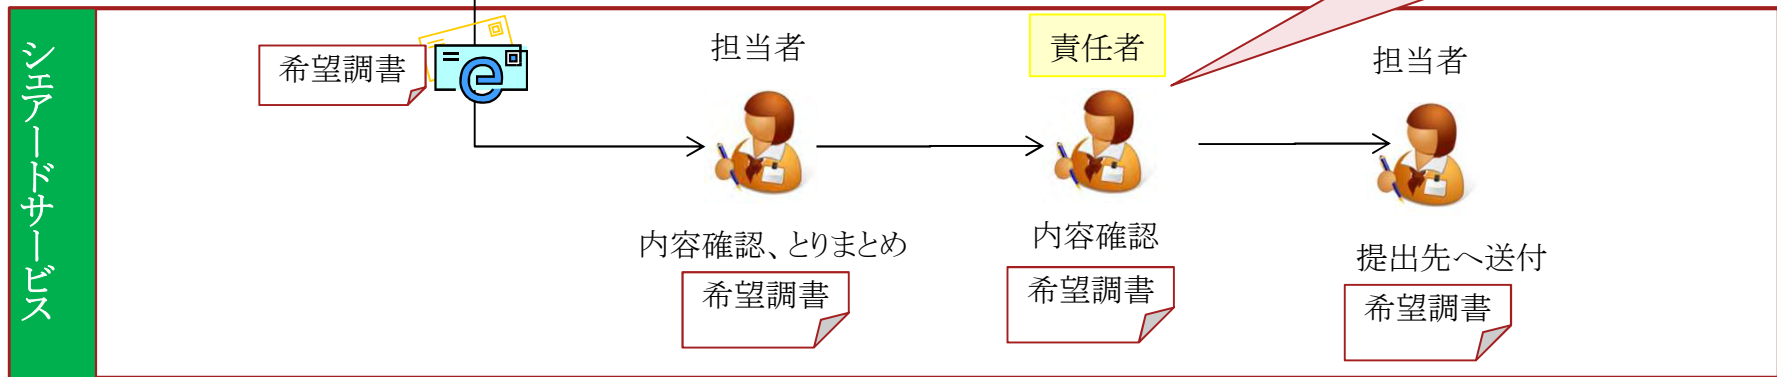 シェアードサービス
希望調書
担当者
内容確認、とりまとめ
希望調書
責任者
内容確認
希望調書
担当者
提出先へ送付
希望調書